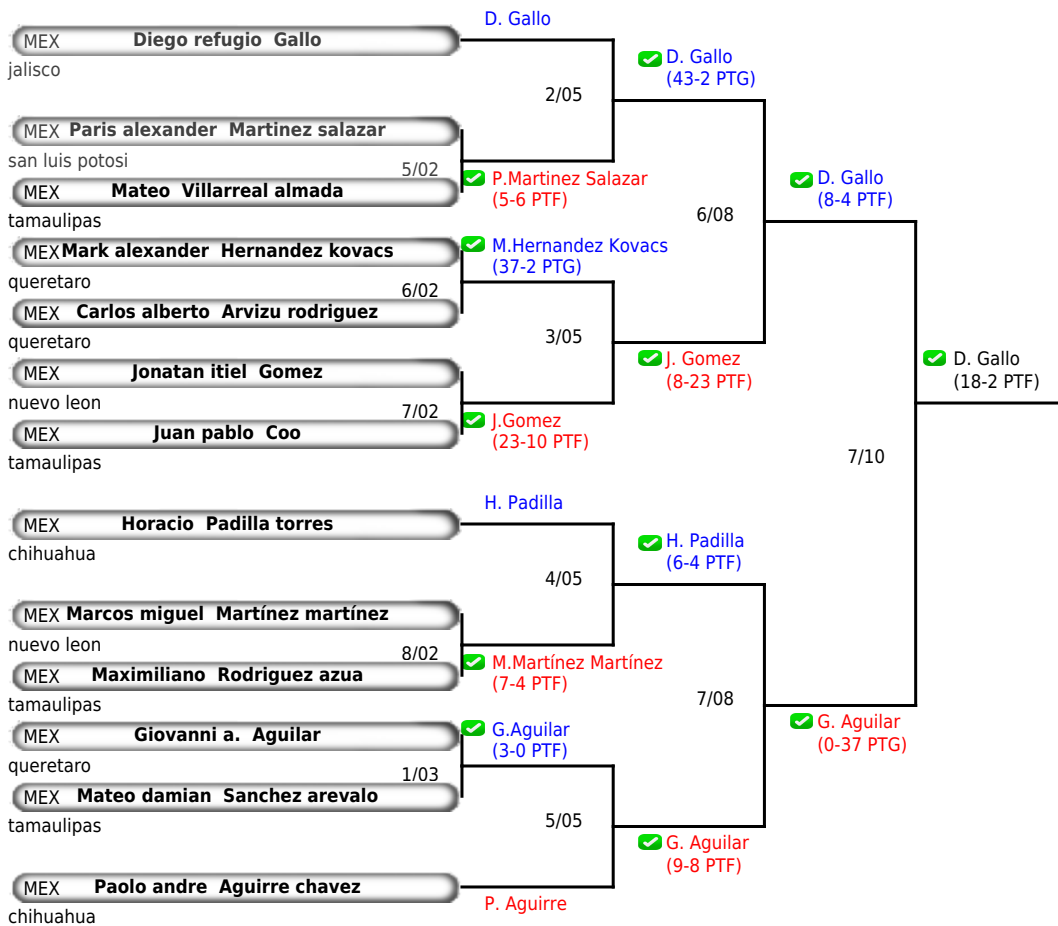 D. Gallo
MEX Diego refugio  Gallo
jalisco
2/05
D. Gallo
(43-2 PTG)
MEX Paris alexander  Martinez salazar
san luis potosi
5/02
P.Martinez Salazar
(5-6 PTF)
MEX Mateo  Villarreal almada
tamaulipas
6/08
D. Gallo
(8-4 PTF)
MEX Mark alexander  Hernandez kovacs
queretaro
M.Hernandez Kovacs
(37-2 PTG)
6/02
MEX Carlos alberto  Arvizu rodriguez
queretaro
3/05
J. Gomez
(8-23 PTF)
MEX Jonatan itiel  Gomez
nuevo leon
7/02
J.Gomez
(23-10 PTF)
MEX Juan pablo  Coo
tamaulipas
D. Gallo
(18-2 PTF)
7/10
H. Padilla
MEX Horacio  Padilla torres
chihuahua
4/05
H. Padilla
(6-4 PTF)
MEX Marcos miguel  Martínez martínez
nuevo leon
8/02
M.Martínez Martínez
(7-4 PTF)
MEX Maximiliano  Rodriguez azua
tamaulipas
7/08
G. Aguilar
(0-37 PTG)
MEX Giovanni a.  Aguilar
queretaro
G.Aguilar
(3-0 PTF)
1/03
MEX Mateo damian  Sanchez arevalo
tamaulipas
5/05
G. Aguilar
(9-8 PTF)
MEX Paolo andre  Aguirre chavez
chihuahua
P. Aguirre